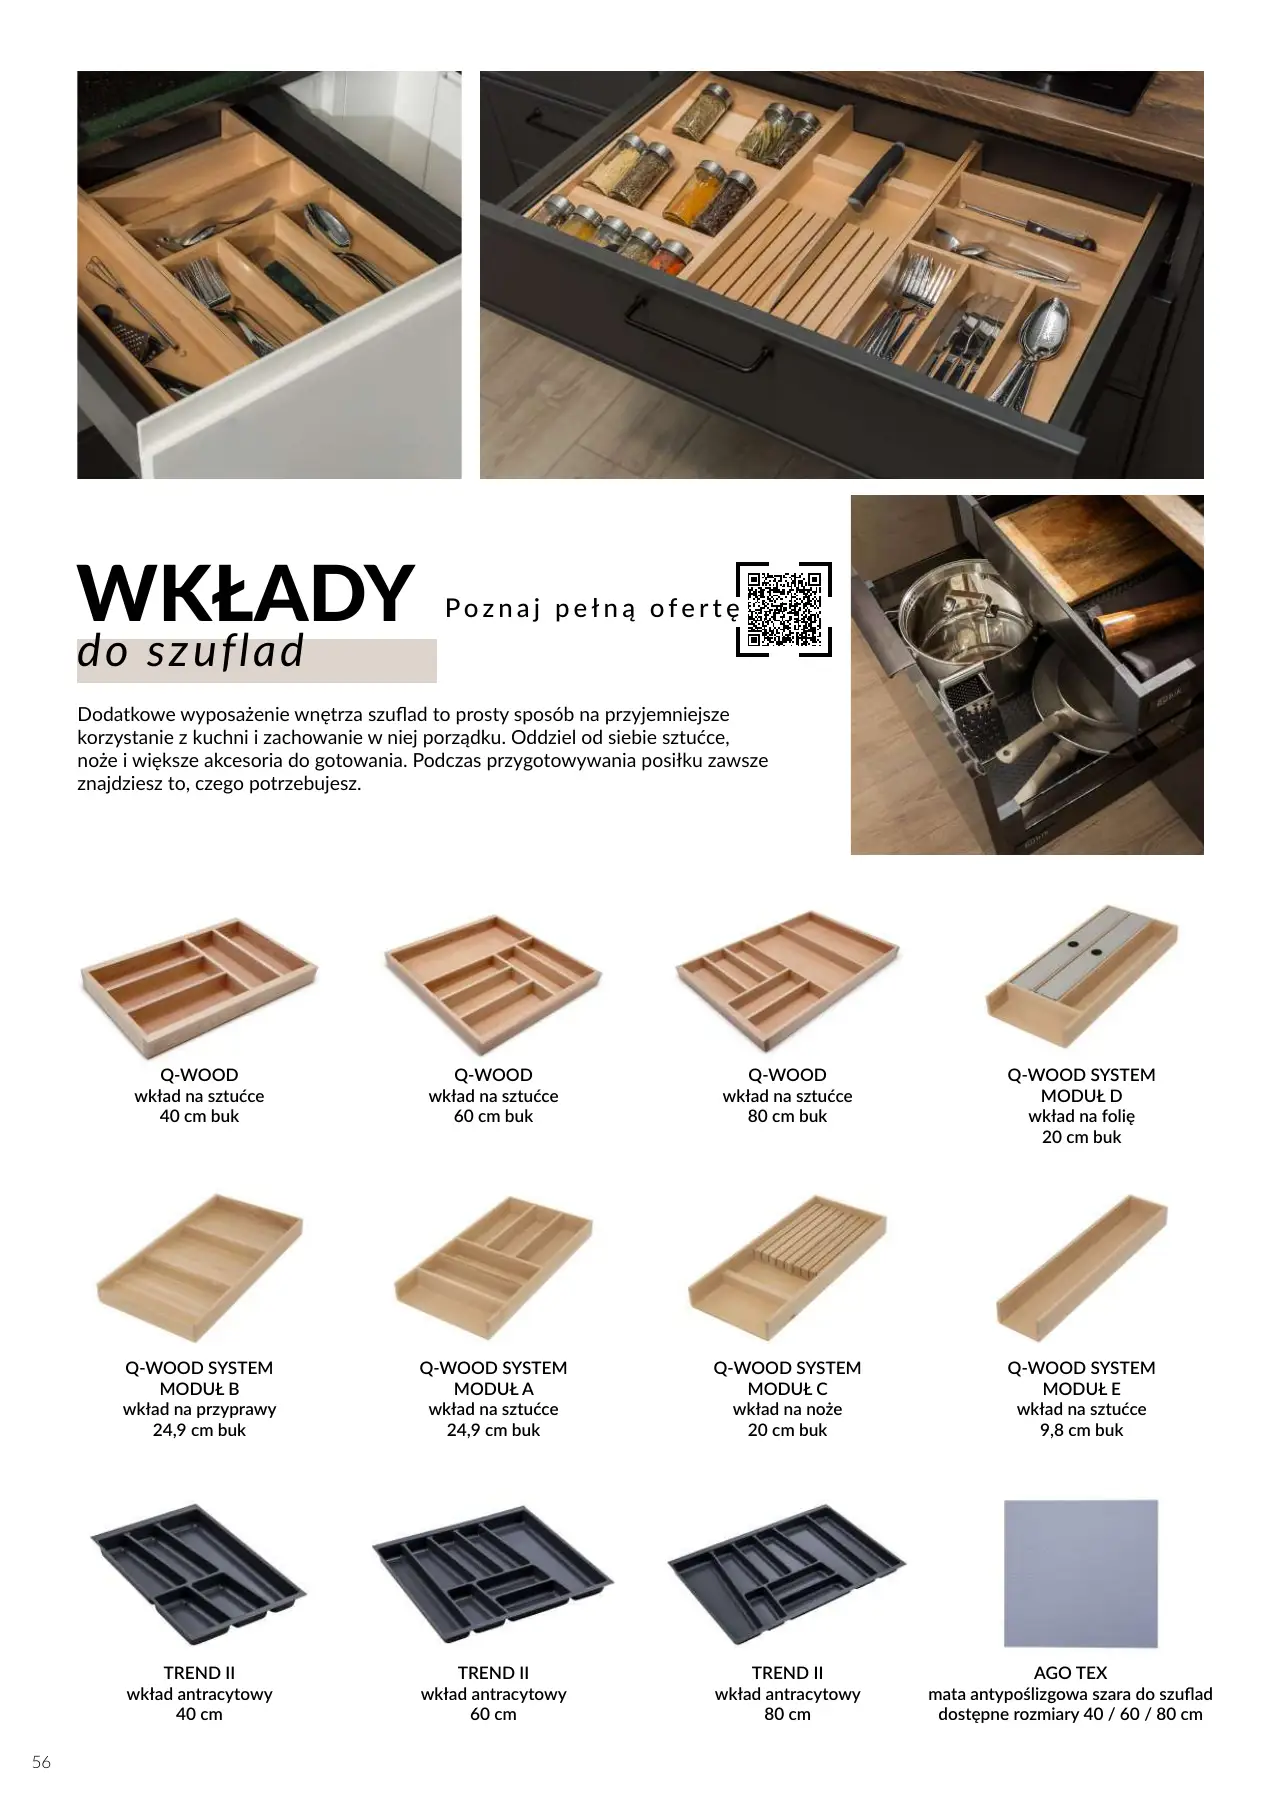 WKŁADY
do szuflad
Poznaj pełną ofertę
Dodatkowe wyposażenie wnętrza szuflad to prosty sposób na przyjemniejsze
korzystanie z kuchni i zachowanie w niej porządku. Oddziel od siebie sztućce,
noże i większe akcesoria do gotowania. Podczas przygotowywania posiłku zawsze
znajdziesz to, czego potrzebujesz.
Q-WOOD
wkład na sztućce
40 cm buk
Q-WOOD
wkład na sztućce
60 cm buk
Q-WOOD
wkład na sztućce
80 cm buk
Q-WOOD SYSTEM
MODUŁ D
wkład na folię
20 cm buk
Q-WOOD SYSTEM
MODUŁ B
wkład na przyprawy
24,9 cm buk
Q-WOOD SYSTEM
MODUŁ A
wkład na sztućce
24,9 cm buk
Q-WOOD SYSTEM
MODUŁ C
wkład na noże
20 cm buk
Q-WOOD SYSTEM
MODUŁ E
wkład na sztućce
9,8 cm buk
TREND II
wkład antracytowy
40 cm
TREND II
wkład antracytowy
60 cm
TREND II
wkład antracytowy
80 cm
AGO TEX
mata antypoślizgowa szara do szuflad
dostępne rozmiary 40 / 60 / 80 cm
56